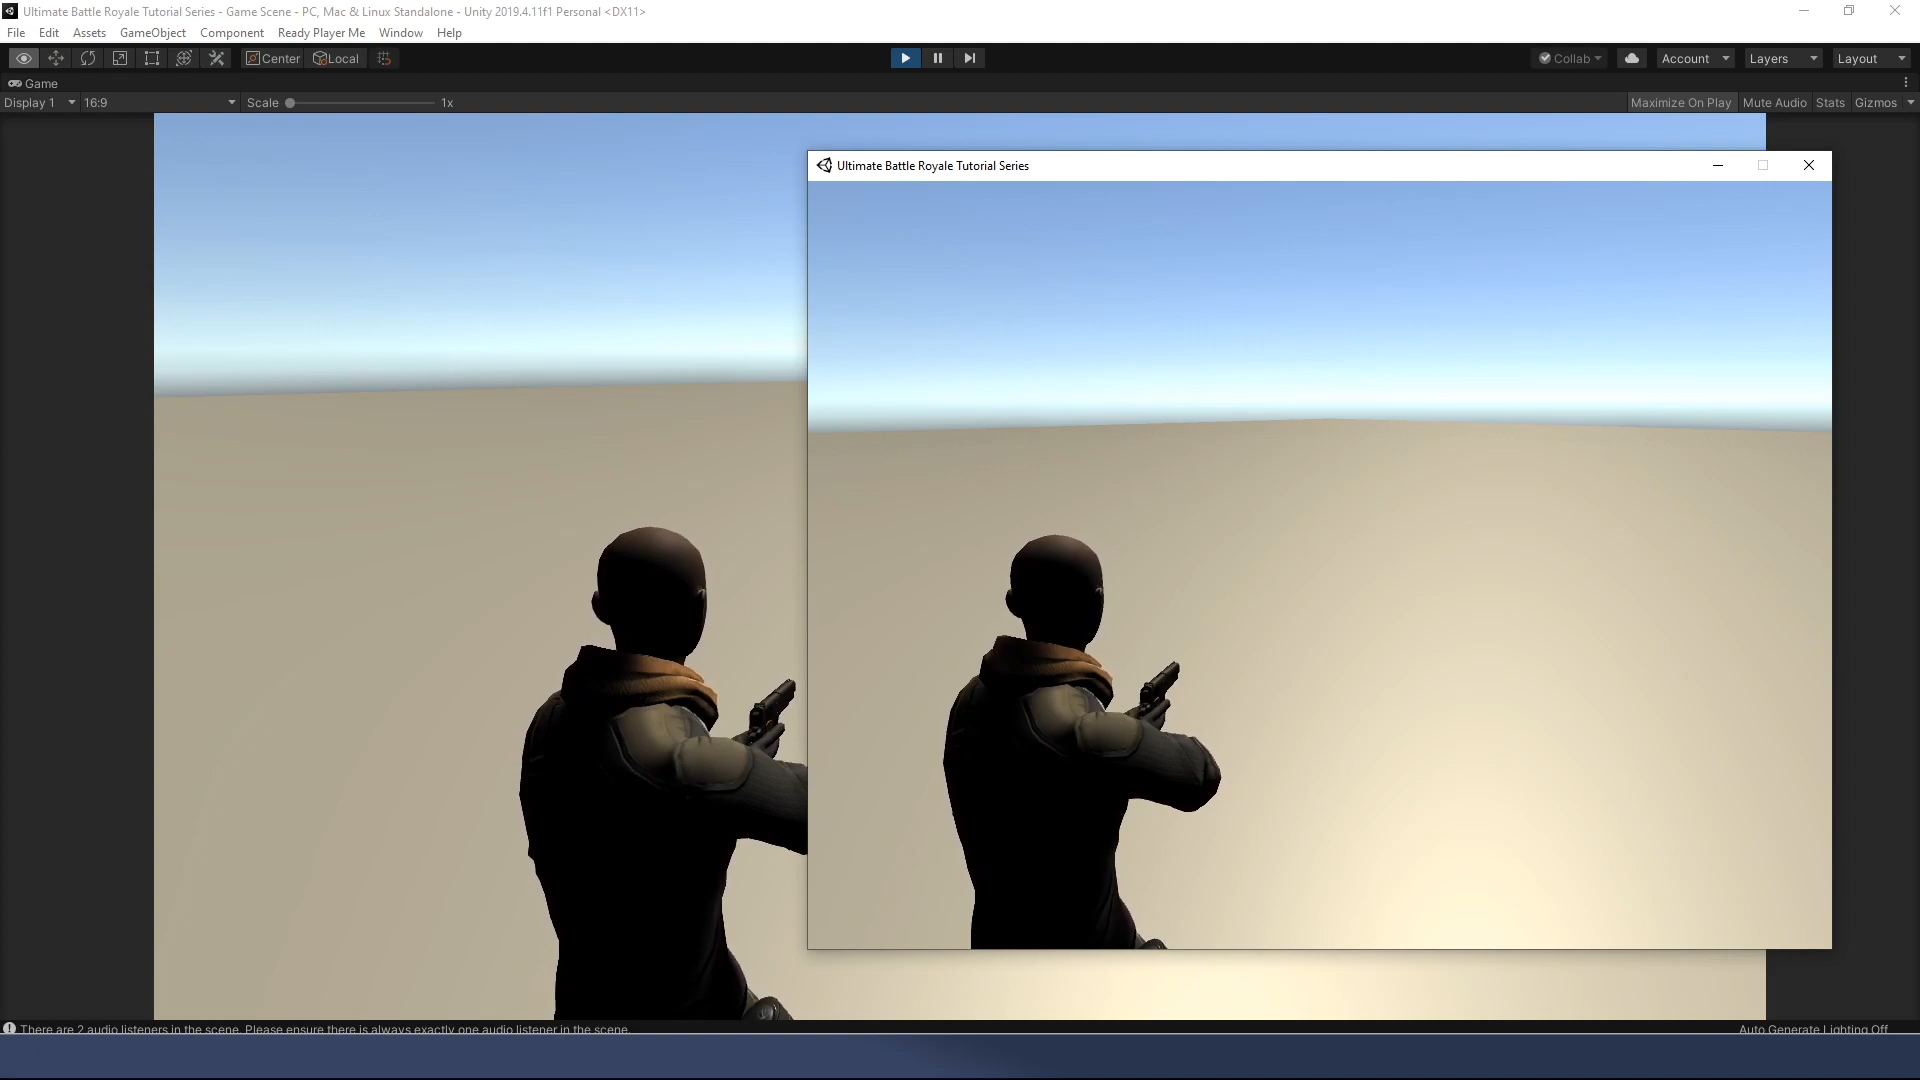 Ultimate Battle Royale Tutorial Series - Game Scene - PC, Mac & Linux Standalone - Unity 2019.4.11f1 Personal <DX11>
File Edit Assets GameObject Component Ready Player Me Window Help
Center Local Collab Account Layers Layout
Game
Display 1 16:9 Scale 1x Maximize On Play Mute Audio Stats Gizmos
Ultimate Battle Royale Tutorial Series
There are 2 audio listeners in the scene. Please ensure there is always exactly one audio listener in the scene. Auto Generate Lighting Off